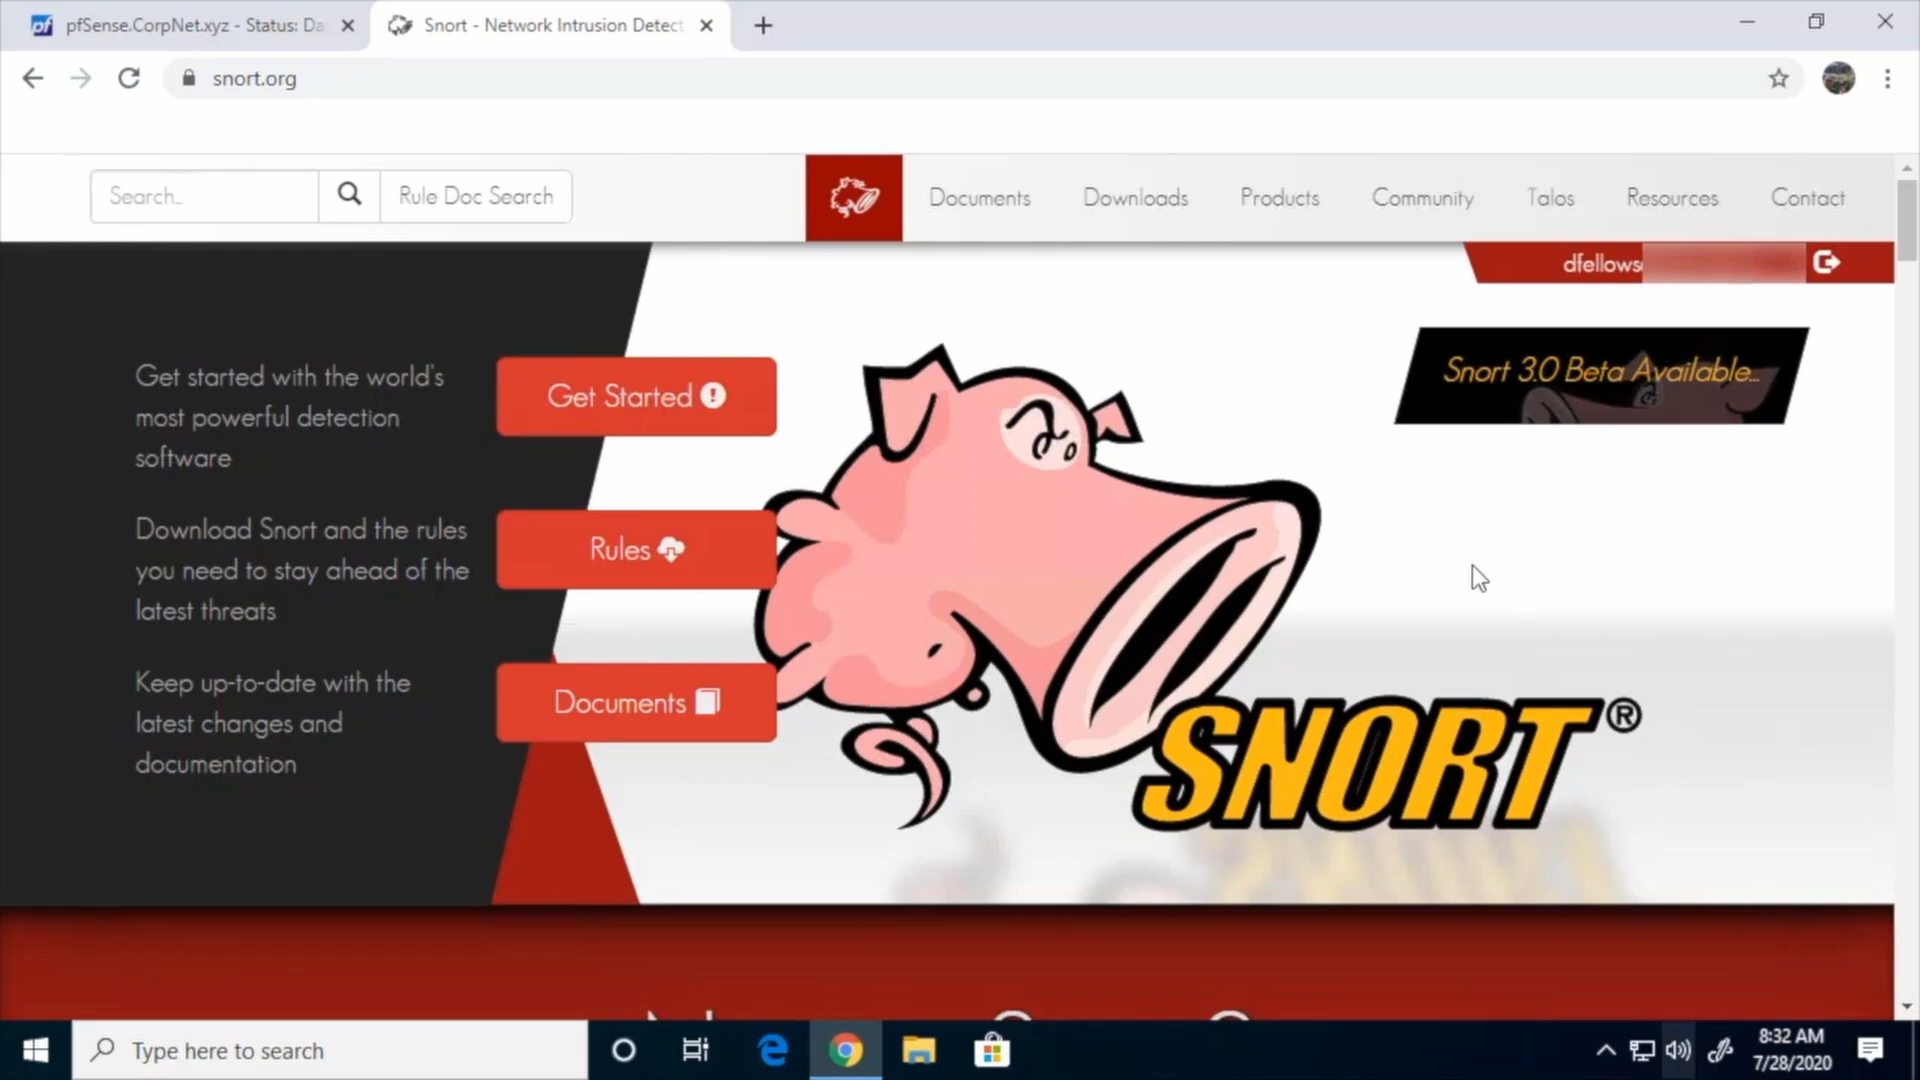 pfSense.CorpNet.xyz - Status: Da
Snort - Network Intrusion Detect
snort.org
Search..
Rule Doc Search
Documents
Downloads
Products
Community
Talos
Resources
Contact
dfellows
Snort 3.0 Beta Available...
Get started with the world's
most powerful detection
software
Get Started
Download Snort and the rules
you need to stay ahead of the
latest threats
Rules
Keep up-to-date with the
latest changes and
documentation
Documents
SNORT®
Type here to search
8:32 AM
7/28/2020